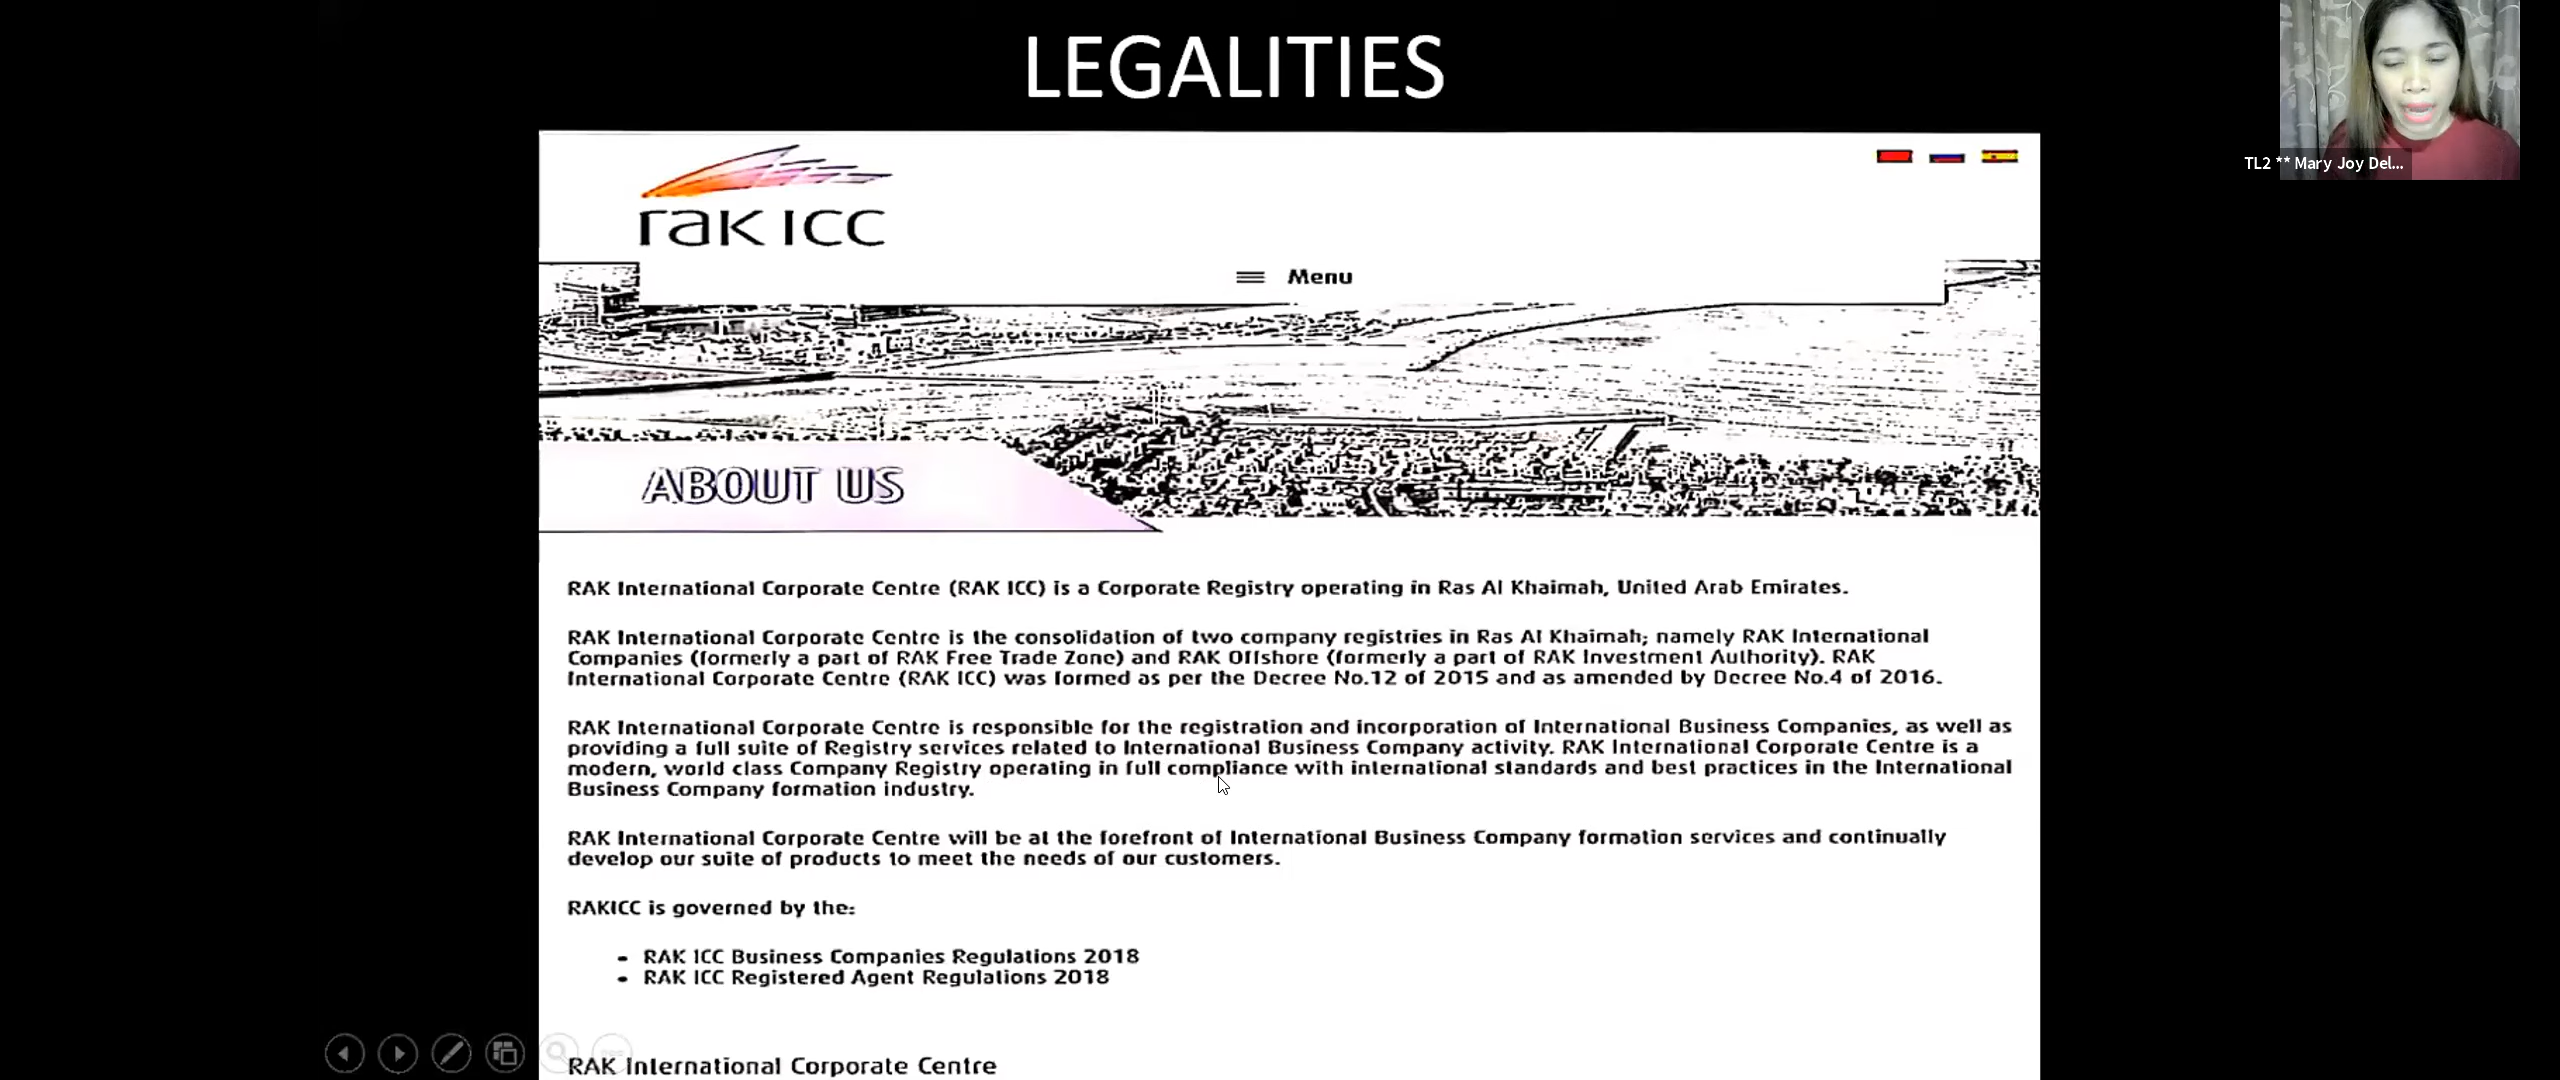 LEGALITIES
TL2 ** Mary Joy Del...
rak icc
Menu
ABOUT US
RAK International Corporate Centre (RAK ICC) is a Corporate Registry operating in Ras Al Khaimah, United Arab Emirates.
RAK International Corporate Centre is the consolidation of two company registries in Ras Al Khaimah; namely RAK International
Companies (formerly a part of RAK Free Trade Zone) and RAK Offshore (formerly a part of RAK Investment Authority). RAK
International Corporate Centre (RAK ICC) was formed as per the Decree No.12 of 2015 and as amended by Decree No.4 of 2016.
RAK International Corporate Centre is responsible for the registration and incorporation of International Business Companies, as well as
providing a full suite of Registry services related to International Business Company activity. RAK International Corporate Centre is a
modern, world class Company Registry operating in full compliance with international standards and best practices in the International
Business Company formation industry.
RAK International Corporate Centre will be at the forefront of International Business Company formation services and continually
develop our suite of products to meet the needs of our customers.
RAKICC is governed by the:
• RAK ICC Business Companies Regulations 2018
• RAK ICC Registered Agent Regulations 2018
RAK International Corporate Centre